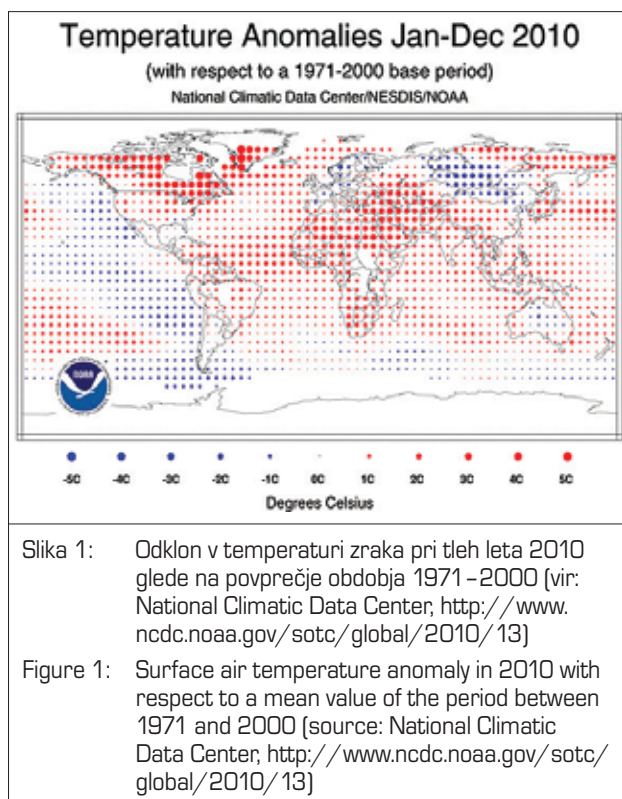 Temperature Anomalies Jan-Dec 2010
(with respect to a 1971-2000 base period)
National Climatic Data Center/NESDIS/NOAA
NOAA
-5C -4C -3C -2C -1C 0C 1C 2C 3C 4C 5C
Degrees Celsius
Slika 1: Odklon v temperaturi zraka pri tleh leta 2010
glede na povprečje obdobja 1971–2000 (vir:
National Climatic Data Center, http://www.
ncdc.noaa.gov/sotc/global/2010/13)
Figure 1: Surface air temperature anomaly in 2010 with
respect to a mean value of the period between
1971 and 2000 (source: National Climatic
Data Center, http://www.ncdc.noaa.gov/sotc/
global/2010/13)